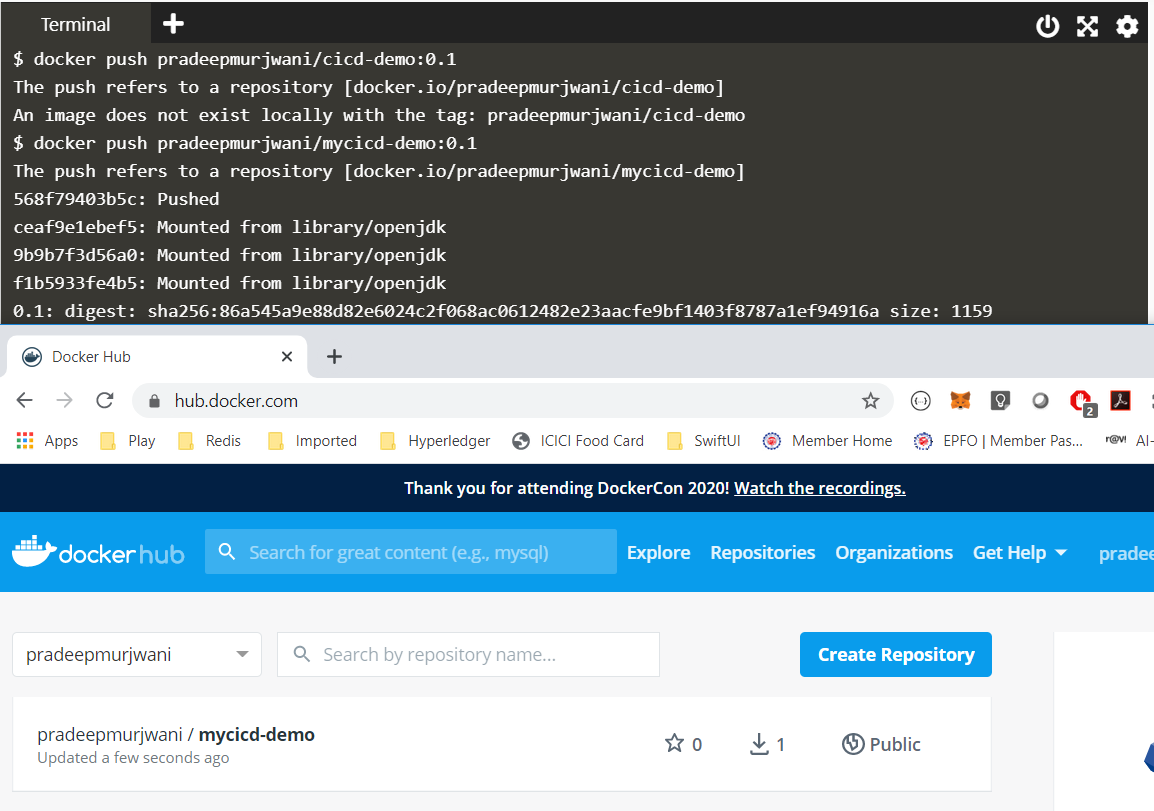 Terminal
$ docker push pradeepmurjwani/cicd-demo:0.1
The push refers to a repository [docker.io/pradeepmurjwani/cicd-demo]
An image does not exist locally with the tag: pradeepmurjwani/cicd-demo
$ docker push pradeepmurjwani/mycicd-demo:0.1
The push refers to a repository [docker.io/pradeepmurjwani/mycicd-demo]
568f79403b5c: Pushed
ceaf9e1ebef5: Mounted from library/openjdk
9b9b7f3d56a0: Mounted from library/openjdk
f1b5933fe4b5: Mounted from library/openjdk
0.1: digest: sha256:86a545a9e88d82e6024c2f068ac0612482e23aacfe9bf1403f8787a1ef94916a size: 1159
Docker Hub
hub.docker.com 2
Apps Play Redis Imported Hyperledger ICICI Food Card SwiftUI Member Home EPFO | Member Pas... r@v! AI-
Thank you for attending DockerCon 2020! Watch the recordings.
dockerhub Search for great content (e.g., mysql) Explore Repositories Organizations Get Help pradee
pradeepmurjwani Search by repository name... Create Repository
pradeepmurjwani / mycicd-demo 0 1 Public
Updated a few seconds ago